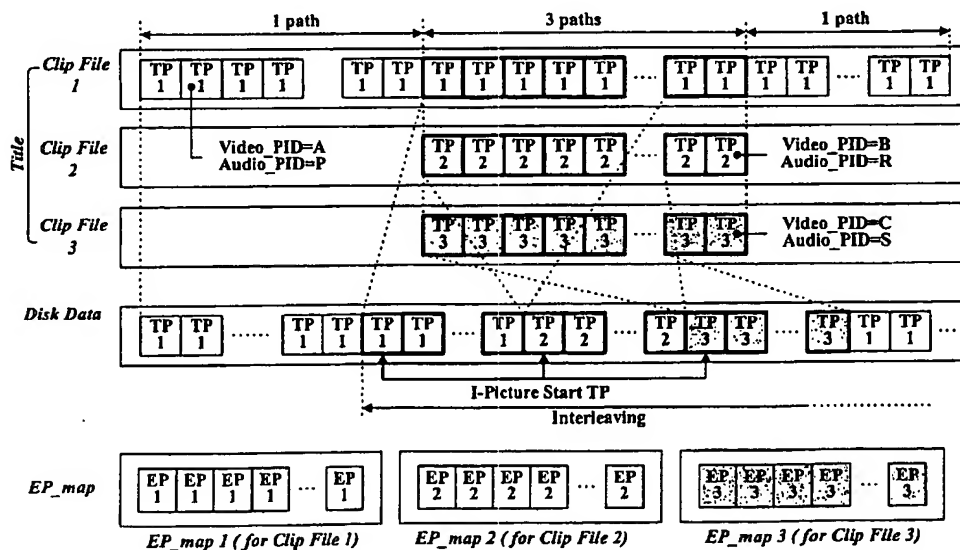 1 path 3 paths 1 path
Title
Clip File 1
TP 1 TP 1 TP 1 TP 1 TP 1 TP 1 TP 1 TP 1 TP 1 TP 1 TP 1 ····· TP 1 TP 1 TP 1 TP 1 ····· TP 1 TP 1
Video_PID=A
Audio_PID=P
Clip File 2
TP 2 TP 2 TP 2 TP 2 TP 2 ····· TP 2 TP 2
Video_PID=B
Audio_PID=R
Clip File 3
TP 3 TP 3 TP 3 TP 3 TP 3 ····· TP 3 TP 3
Video_PID=C
Audio_PID=S
Disk Data
TP 1 TP 1 ····· TP 1 TP 1 TP 1 TP 1 ····· TP 1 TP 2 TP 2 ····· TP 2 TP 3 TP 3 ····· TP 3 TP 1 TP 1 ·····
I-Picture Start TP
Interleaving
EP_map
EP 1 EP 1 EP 1 EP 1 ··· EP 1
EP 2 EP 2 EP 2 EP 2 ··· EP 2
EP 3 EP 3 EP 3 EP 3 ··· EP 3
EP_map 1 ( for Clip File 1)
EP_map 2 ( for Clip File 2)
EP_map 3 ( for Clip File 3)